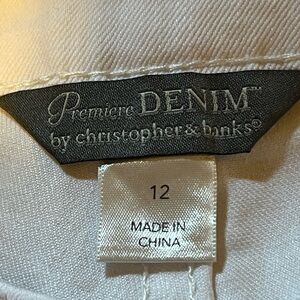 Premiere DENIM™
by christopher & banks®
12
MADE IN
CHINA